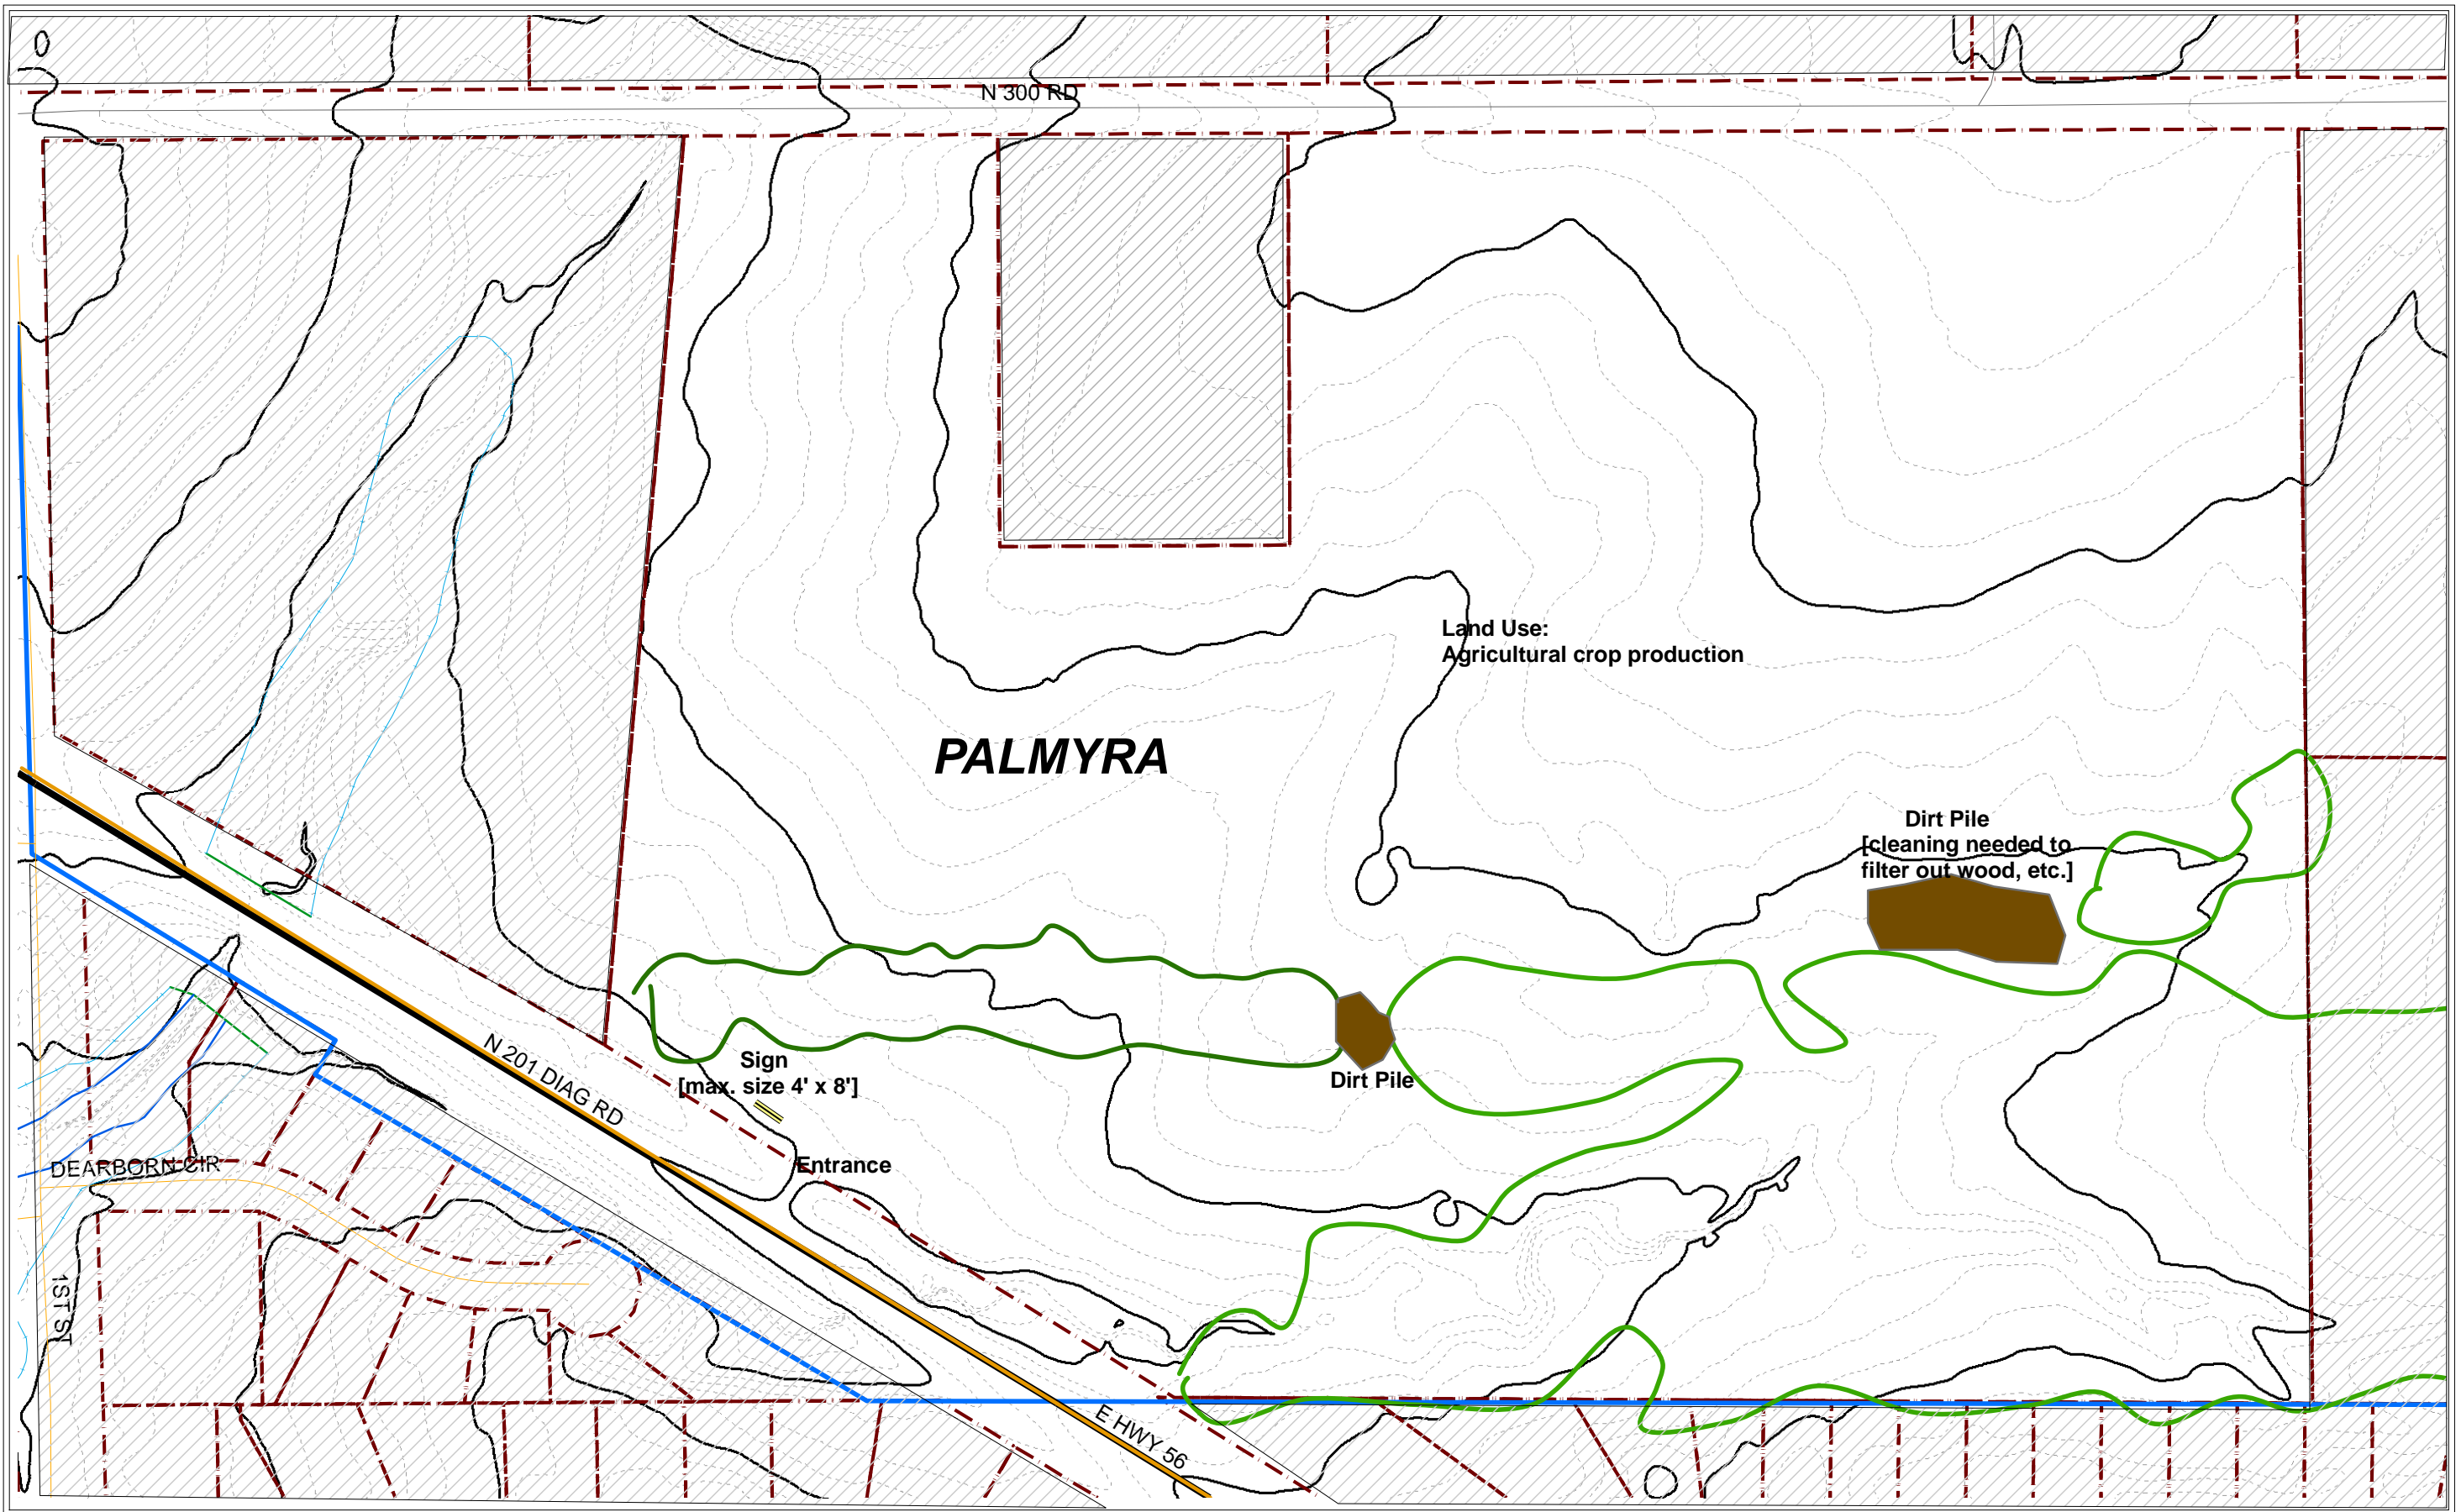 N 300 RD
Land Use:
Agricultural crop production
PALMYRA
Dirt Pile
[cleaning needed to
filter out wood, etc.]
Sign
[max. size 4' x 8']
Dirt Pile
N 201 DIAG RD
Entrance
DEARBORN CIR
1ST ST
E HWY 56